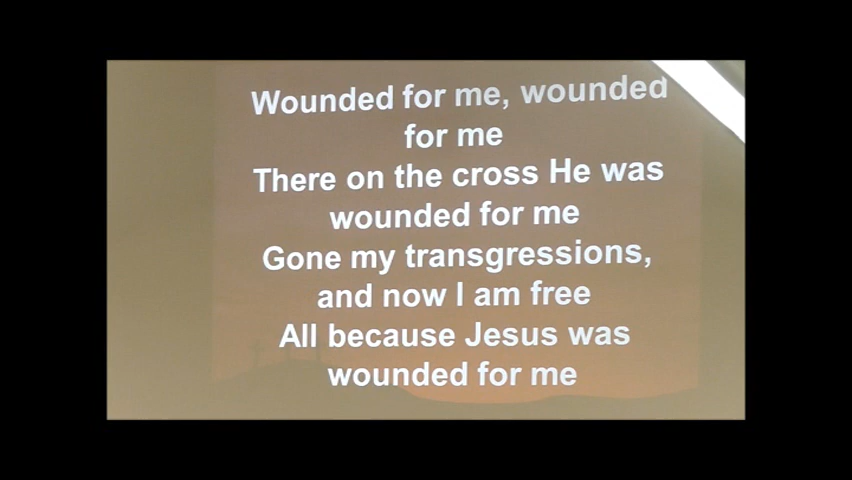 Wounded for me, wounded
for me
There on the cross He was
wounded for me
Gone my transgressions,
and now I am free
All because Jesus was
wounded for me